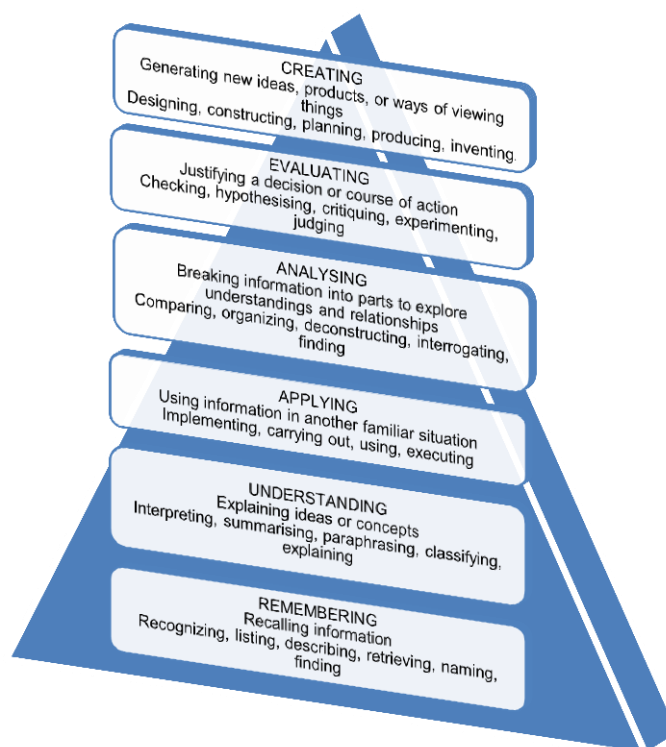 CREATING
Generating new ideas, products, or ways of viewing
things
Designing, constructing, planning, producing, inventing.
EVALUATING
Justifying a decision or course of action
Checking, hypothesising, critiquing, experimenting,
judging
ANALYSING
Breaking information into parts to explore
understandings and relationships
Comparing, organizing, deconstructing, interrogating,
finding
APPLYING
Using information in another familiar situation
Implementing, carrying out, using, executing
UNDERSTANDING
Explaining ideas or concepts
Interpreting, summarising, paraphrasing, classifying,
explaining
REMEMBERING
Recalling information
Recognizing, listing, describing, retrieving, naming,
finding